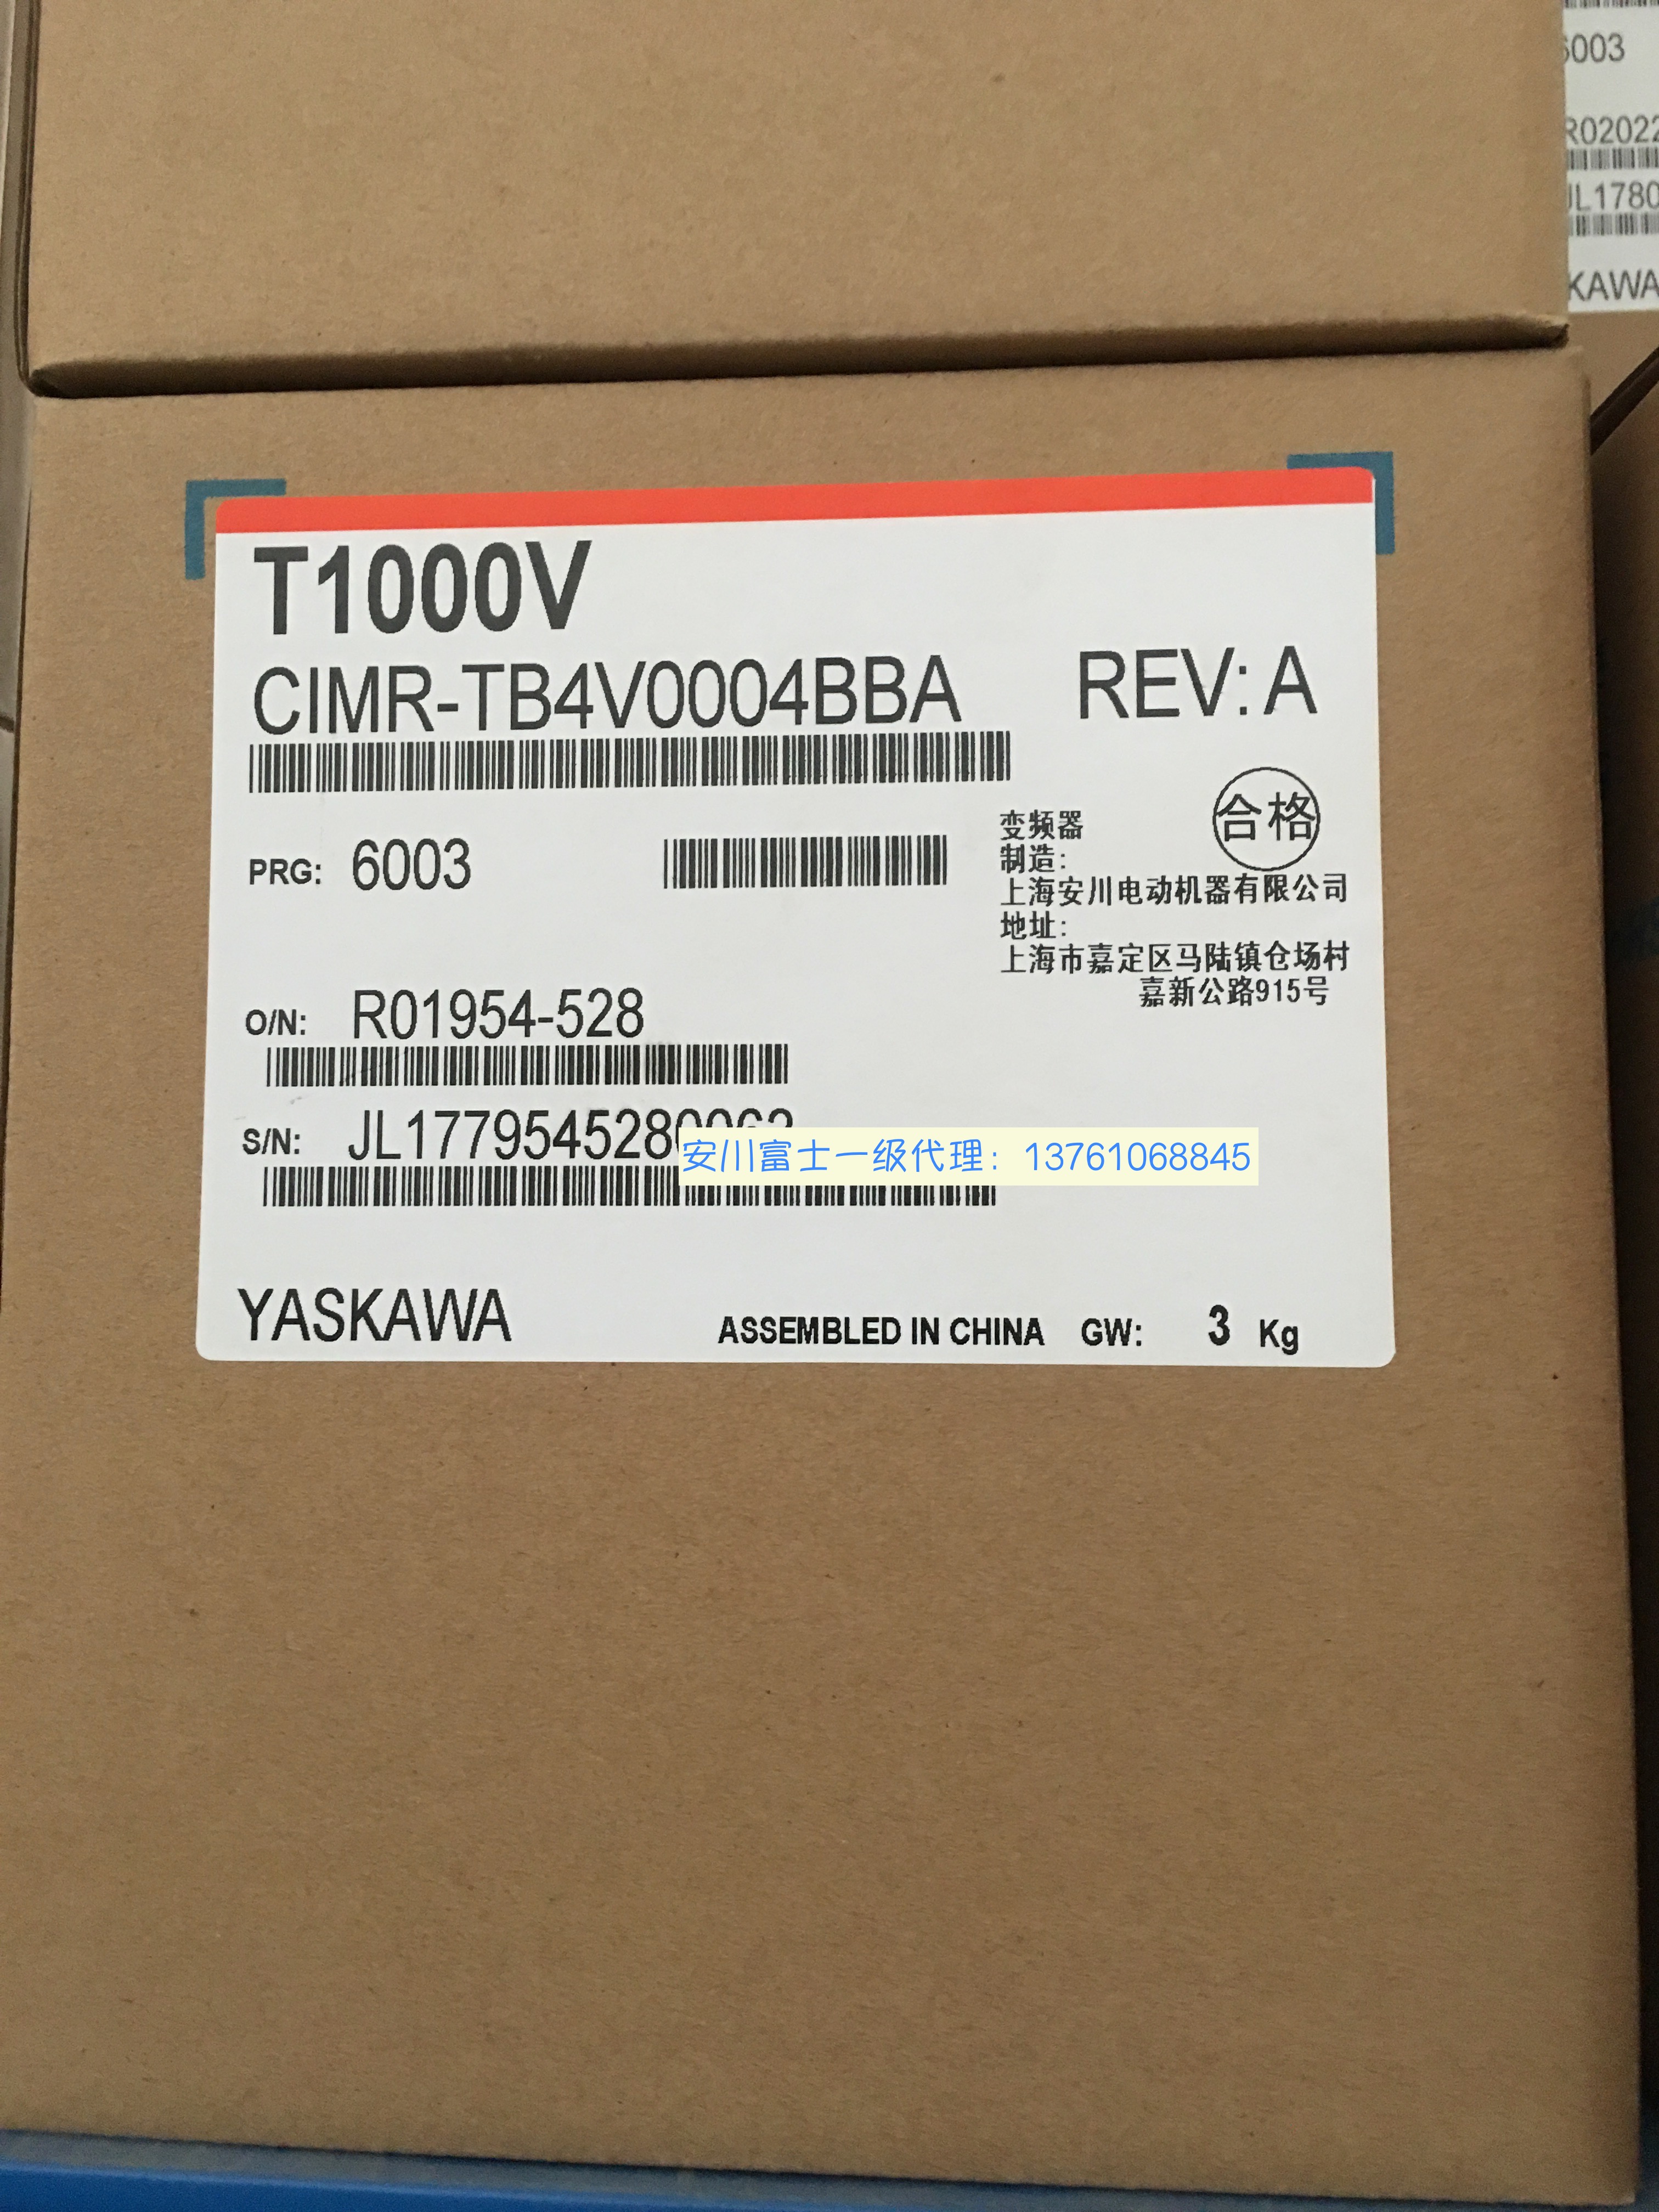 6003
R02022
JL1780
KAWA
T1000V
CIMR-TB4V0004BBA REV: A
PRG: 6003
合格
变频器
制造:
上海安川电动机器有限公司
地址:
上海市嘉定区马陆镇仓场村
嘉新公路915号
O/N: R01954-528
S/N: JL1779545280063
安川富士一级代理：13761068845
YASKAWA ASSEMBLED IN CHINA GW: 3 Kg